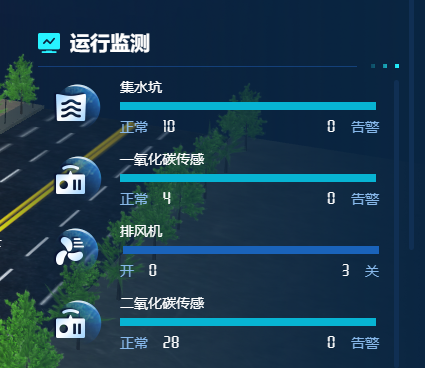 运行监测
集水坑
正常 10 0 告警
一氧化碳传感
正常 4 0 告警
排风机
开 0 3 关
二氧化碳传感
正常 28 0 告警